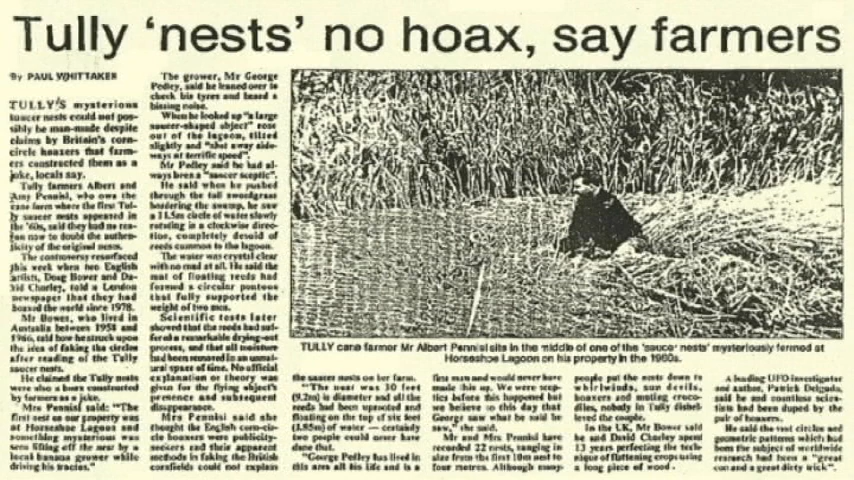 Tully 'nests' no hoax, say farmers
By PAUL WHITTAKER
TULLY'S mysterious
saucer nests could not pos-
sibly be man-made despite
claims by Britain's corn-
circle hoaxers that farm-
ers constructed them as a
joke, locals say.
Tully farmers Albert and
Amy Pennisi, who own the
cane farm where the first Tul-
ly saucer nests appeared in
the '60s, said they had no rea-
son now to doubt the authen-
ticity of the original nests.
The controversy resurfaced
this week when two English
artists, Doug Bower and Da-
vid Chorley, told a London
newspaper that they had
hoaxed the world since 1978.
Mr Bower, who lived in
Australia between 1958 and
1966, told how he struck upon
the idea of faking the circles
after reading of the Tully
saucer nests.
He claimed the Tully nests
were also a hoax constructed
by farmers as a joke.
Mrs Pennisi said: "The
first nest on our property was
at Horseshoe Lagoon and
something mysterious was
seen lifting off the nest by a
local banana grower while
driving his tractor."
The grower, Mr George
Pedley, said he leaned over to
check his tyres and heard a
hissing noise.
When he looked up "a large
saucer-shaped object" rose
out of the lagoon, tilted
slightly and "shot away side-
ways at terrific speed".
Mr Pedley said he had al-
ways been a "saucer sceptic".
He said when he pushed
through the tall swordgrass
bordering the swamp, he saw
a 11.5m circle of water slowly
rotating in a clockwise direc-
tion, completely devoid of
reeds common to the lagoon.
The water was crystal clear
with no mud at all. He said the
mat of floating reeds had
formed a circular pontoon
that fully supported the
weight of two men.
Scientific tests later
showed that the reeds had suf-
fered a remarkable drying-out
process, and that all moisture
had been removed in an unnat-
ural space of time. No official
explanation or theory was
given for the flying object's
presence and subsequent
disappearance.
Mrs Pennisi said she
thought the English corn-cir-
cle hoaxers were publicity-
seekers and their apparent
methods in faking the British
cornfields could not explain
TULLY cane farmer Mr Albert Pennisi sits in the middle of one of the 'saucer nests' mysteriously formed at
Horseshoe Lagoon on his property in the 1960s.
the saucer nests on her farm.
"The nest was 30 feet
(9.2m) in diameter and all the
reeds had been uprooted and
floating on the top of six feet
(1.85m) of water — certainly
two people could never have
done that.
"George Pedley has lived in
this area all his life and is a
first man and would never have
made this up. We were scep-
tics before this happened but
we believe to this day that
George saw what he said he
saw," she said.
Mr and Mrs Pennisi have
recorded 22 nests, ranging in
size from the first 10m nest to
four metres. Although many
people put the nests down to
whirlwinds, sun devils,
hoaxers and mating croco-
diles, nobody in Tully disbel-
ieved the couple.
In the UK, Mr Bower said
he and David Chorley spent
13 years perfecting the tech-
nique of flattening crops using
a long piece of wood.
A leading UFO investigator
and author, Patrick Delgado,
said he and countless scien-
tists had been duped by the
pair of hoaxers.
He said the vast circles and
geometric patterns which had
been the subject of worldwide
research had been a "great
con and a great dirty trick".